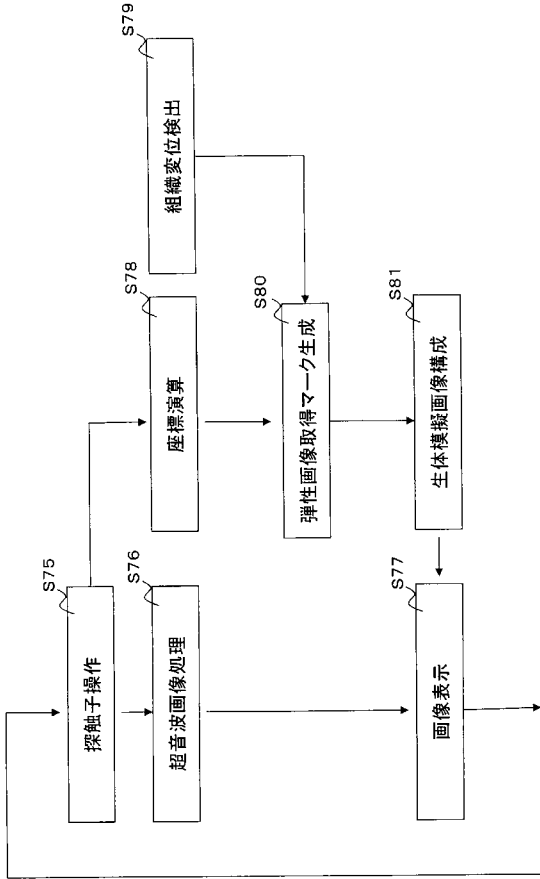 S75
探触子操作
S76
超音波画像処理
S77
画像表示
S78
座標演算
S79
組織変位検出
S80
弾性画像取得マーク生成
S81
生体模擬画像構成